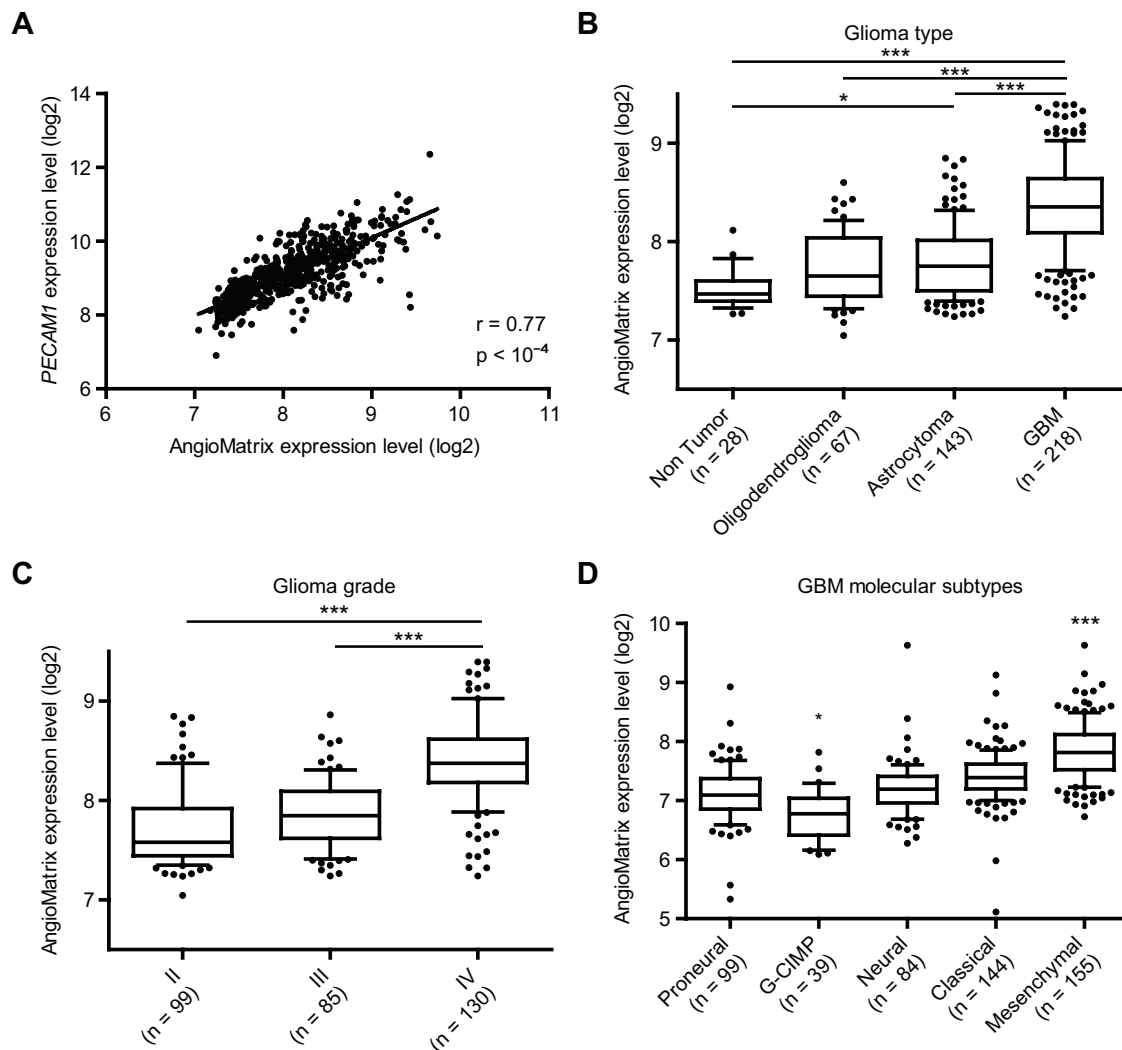 A
14
12
10
8
6
PECAM1 expression level (log2)
r = 0.77
p < 10⁻⁴
6 7 8 9 10 11
AngioMatrix expression level (log2)
B
Glioma type
***
***
***
*
AngioMatrix expression level (log2)
9
8
7
Non Tumor
(n = 28)
Oligodendroglioma
(n = 67)
Astrocytoma
(n = 143)
GBM
(n = 218)
C
Glioma grade
***
***
AngioMatrix expression level (log2)
9
8
7
II
(n = 99)
III
(n = 85)
IV
(n = 130)
D
GBM molecular subtypes
***
*
AngioMatrix expression level (log2)
10
9
8
7
6
5
Proneural
(n = 99)
G-CIMP
(n = 39)
Neural
(n = 84)
Classical
(n = 144)
Mesenchymal
(n = 155)